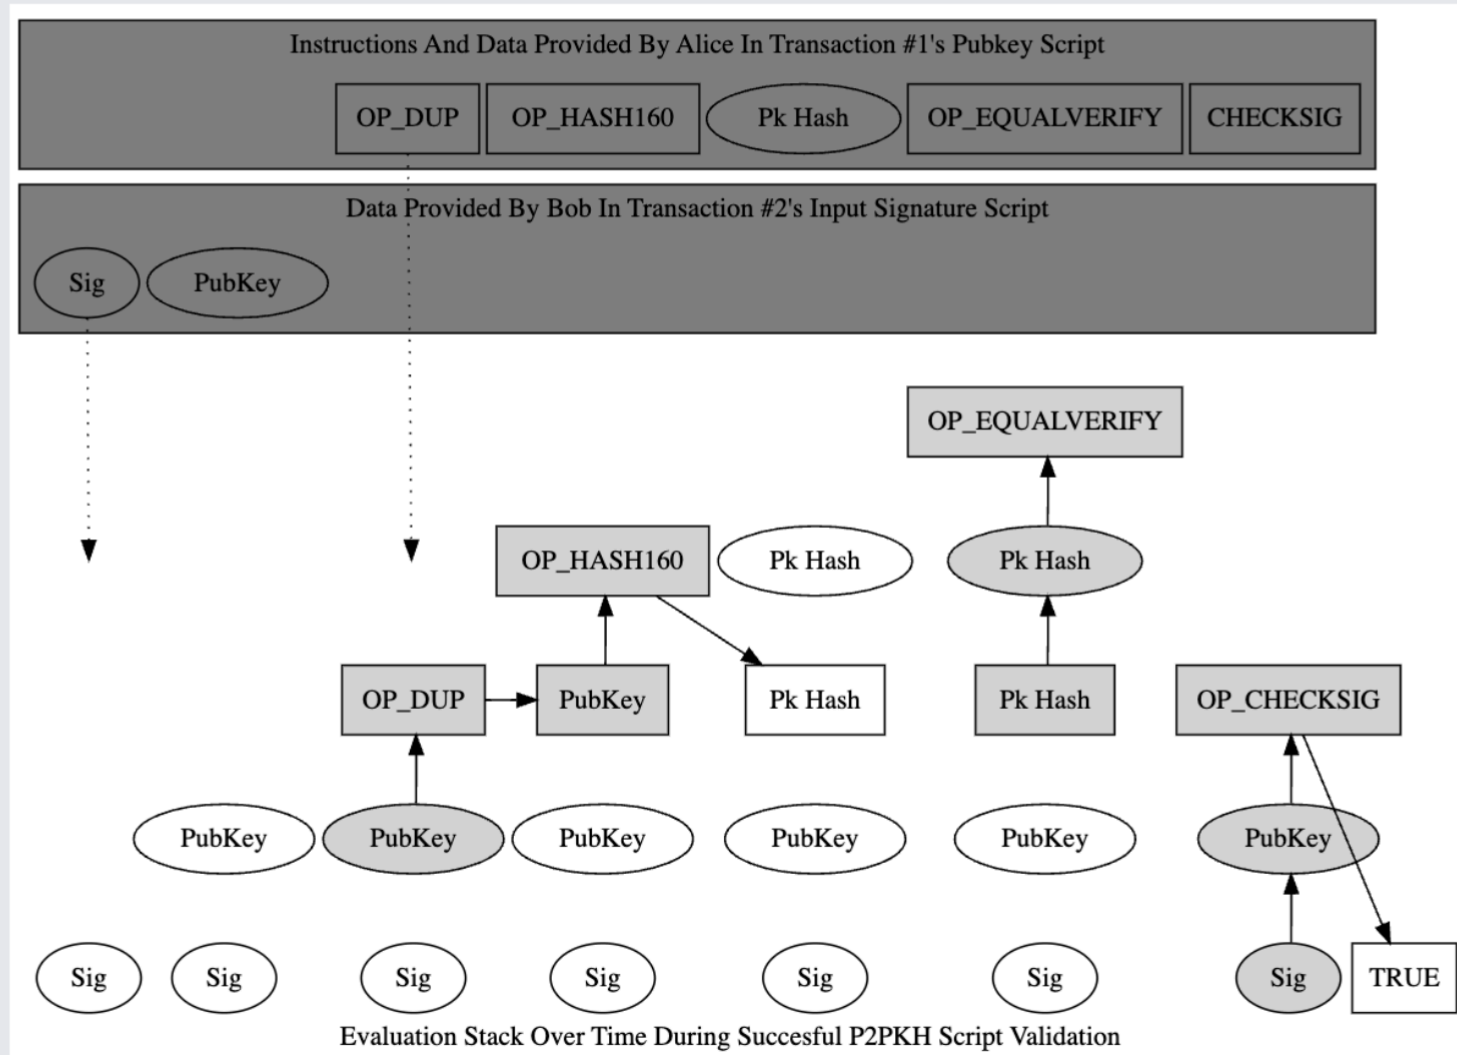 Instructions And Data Provided By Alice In Transaction #1's Pubkey Script
OP_DUP OP_HASH160 Pk Hash OP_EQUALVERIFY CHECKSIG
Data Provided By Bob In Transaction #2's Input Signature Script
Sig PubKey
OP_EQUALVERIFY
OP_HASH160 Pk Hash Pk Hash
OP_DUP PubKey Pk Hash Pk Hash OP_CHECKSIG
PubKey PubKey PubKey PubKey PubKey PubKey
Sig Sig Sig Sig Sig Sig Sig TRUE
Evaluation Stack Over Time During Succesful P2PKH Script Validation